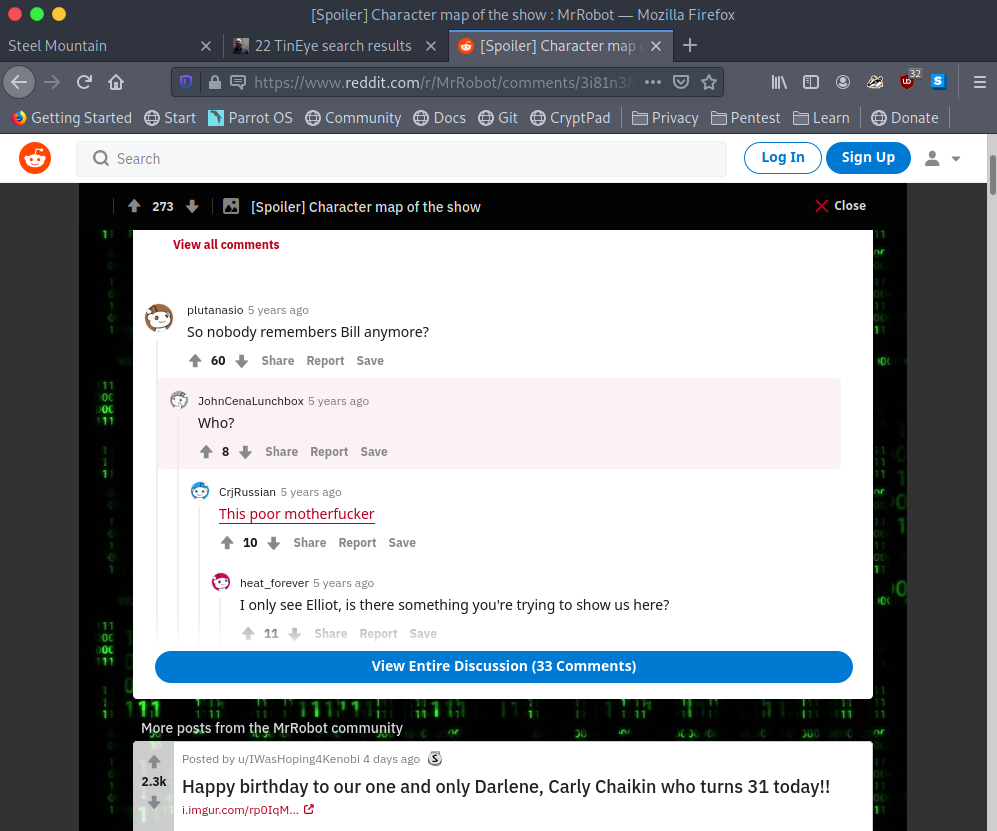 [Spoiler] Character map of the show : MrRobot — Mozilla Firefox
Steel Mountain
22 TinEye search results
[Spoiler] Character map
https://www.reddit.com/r/MrRobot/comments/3i81n3/
32
Getting Started Start Parrot OS Community Docs Git CryptPad Privacy Pentest Learn Donate
Search
Log In
Sign Up
273
[Spoiler] Character map of the show
Close
View all comments
plutanasio 5 years ago
So nobody remembers Bill anymore?
60 Share Report Save
JohnCenaLunchbox 5 years ago
Who?
8 Share Report Save
CrjRussian 5 years ago
This poor motherfucker
10 Share Report Save
heat_forever 5 years ago
I only see Elliot, is there something you're trying to show us here?
11 Share Report Save
View Entire Discussion (33 Comments)
More posts from the MrRobot community
Posted by u/IWasHoping4Kenobi 4 days ago
2.3k
Happy birthday to our one and only Darlene, Carly Chaikin who turns 31 today!!
i.imgur.com/rp0IqM...